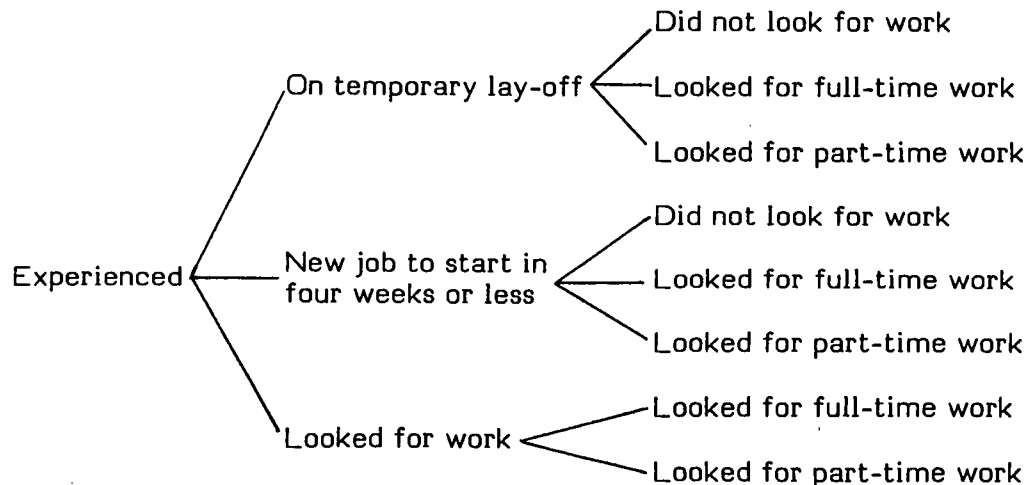 Did not look for work
On temporary lay-off
Looked for full-time work
Looked for part-time work
Did not look for work
Experienced
New job to start in
four weeks or less
Looked for full-time work
Looked for part-time work
Looked for full-time work
Looked for work
Looked for part-time work